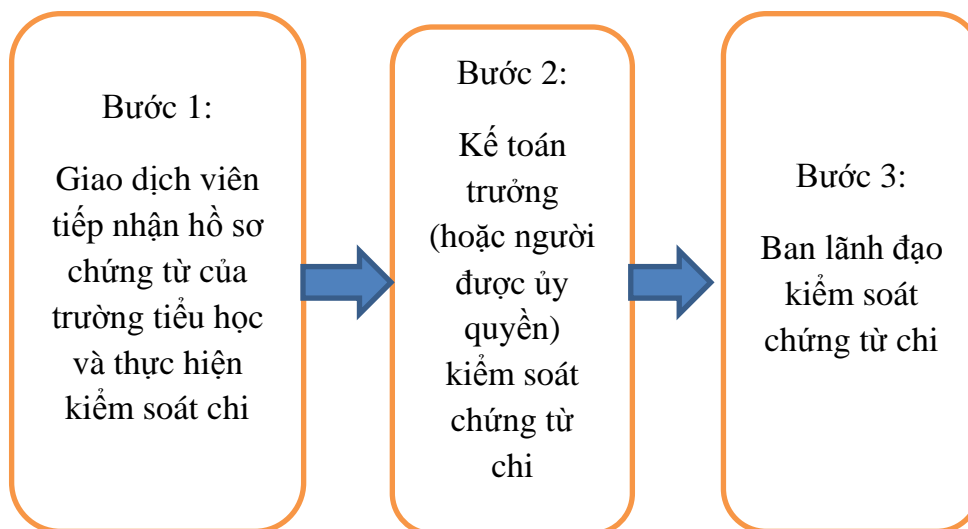 Bước 1:
Giao dịch viên
tiếp nhận hồ sơ
chứng từ của
trường tiểu học
và thực hiện
kiểm soát chi
Bước 2:
Kế toán
trưởng
(hoặc người
được ủy
quyền)
kiểm soát
chứng từ
chi
Bước 3:
Ban lãnh đạo
kiểm soát
chứng từ chi